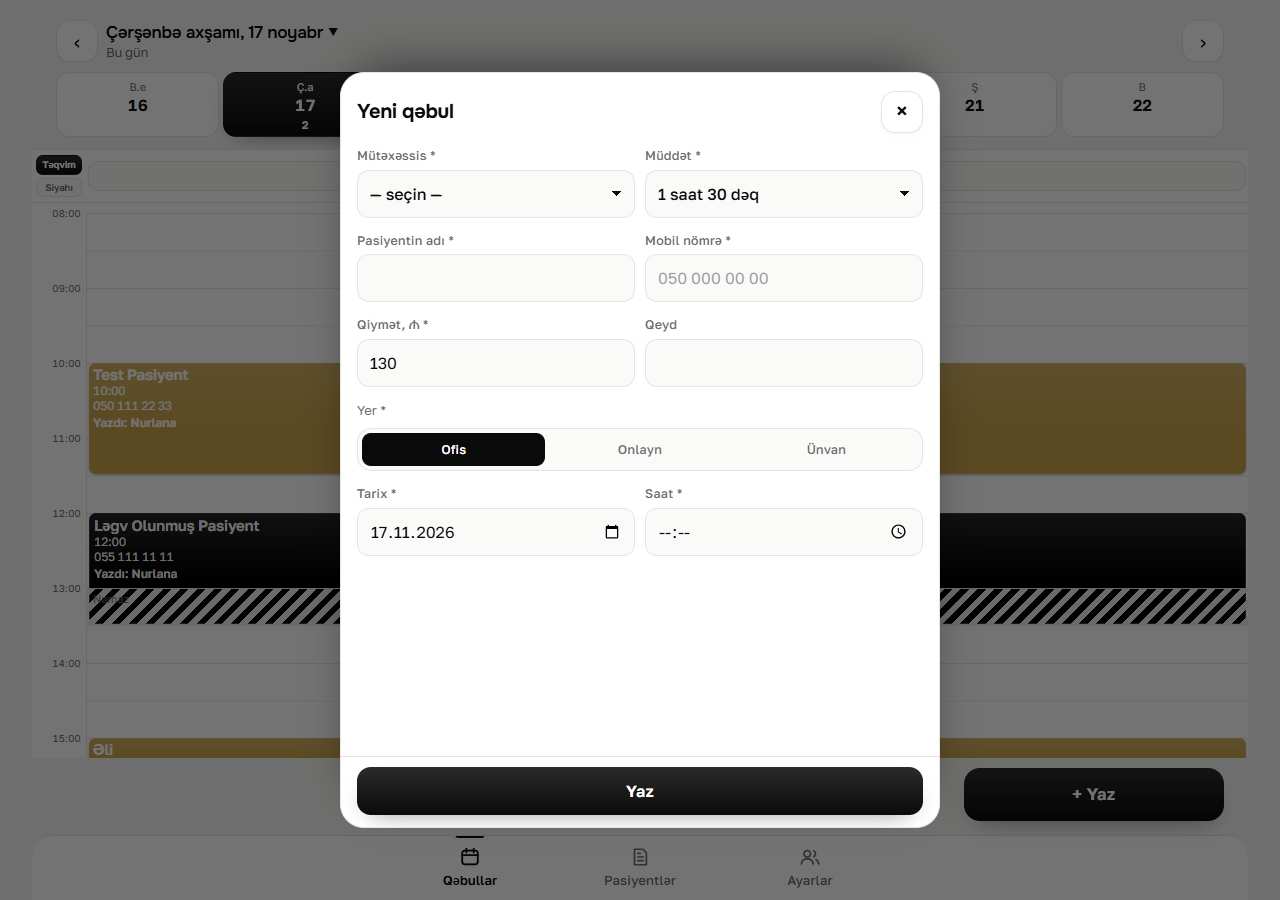 ‹
Çərşənbə axşamı, 17 noyabr ▼
Bu gün
›
B.e
16
Ç.a
17
2
Ş
21
B
22
Təqvim
Siyahı
08:00
09:00
10:00
11:00
12:00
13:00
14:00
15:00
Test Pasiyent
10:00
050 111 22 33
Yazdı: Nurlana
Ləğv Olunmuş Pasiyent
12:00
055 111 11 11
Yazdı: Nurlana
Əli
Yeni qəbul
×
Mütəxəssis *
Müddət *
— seçin —
1 saat 30 dəq
Pasiyentin adı *
Mobil nömrə *
050 000 00 00
Qiymət, ₼ *
Qeyd
130
Yer *
Ofis
Onlayn
Ünvan
Tarix *
Saat *
17.11.2026
--:--
Yaz
+ Yaz
Qəbullar
Pasiyentlər
Ayarlar